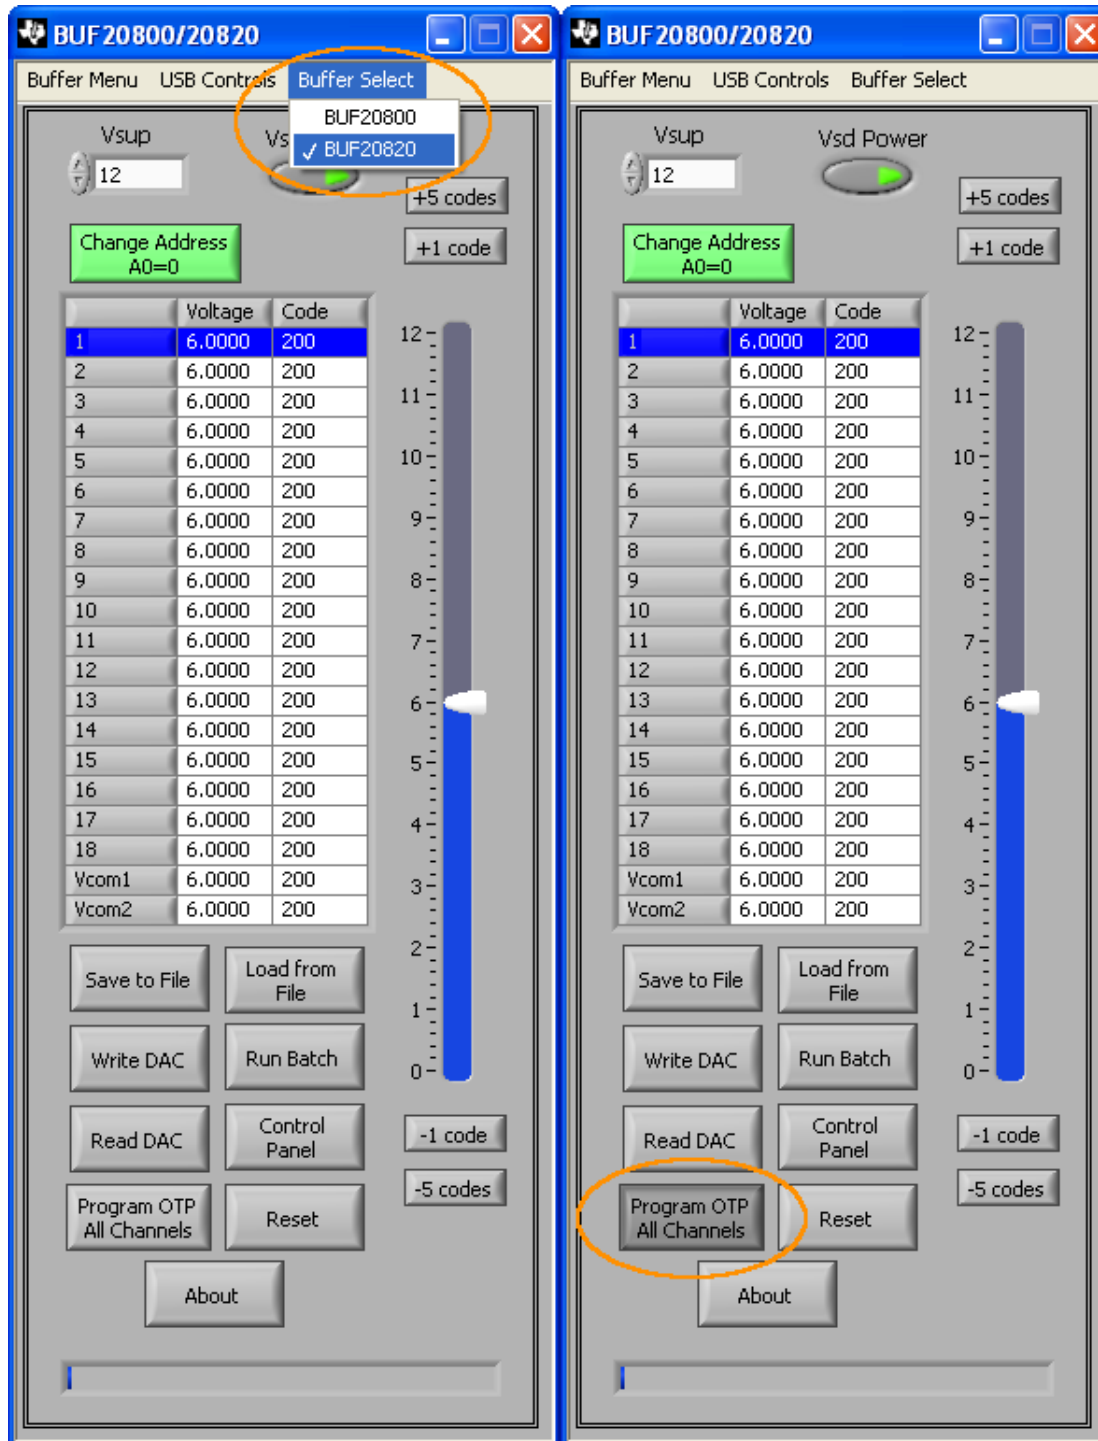 BUF20800/20820
Buffer Menu USB Controls Buffer Select
BUF20800
✓ BUF20820
Vsup
Vs
12
+5 codes
Change Address
A0=0
+1 code
Voltage Code
1 6.0000 200
2 6.0000 200
3 6.0000 200
4 6.0000 200
5 6.0000 200
6 6.0000 200
7 6.0000 200
8 6.0000 200
9 6.0000 200
10 6.0000 200
11 6.0000 200
12 6.0000 200
13 6.0000 200
14 6.0000 200
15 6.0000 200
16 6.0000 200
17 6.0000 200
18 6.0000 200
Vcom1 6.0000 200
Vcom2 6.0000 200
12
11
10
9
8
7
6
5
4
3
2
1
0
Save to File
Load from
File
Write DAC
Run Batch
Read DAC
Control
Panel
-1 code
Program OTP
All Channels
Reset
-5 codes
About
BUF20800/20820
Buffer Menu USB Controls Buffer Select
Vsup
Vsd Power
12
+5 codes
Change Address
A0=0
+1 code
Voltage Code
1 6.0000 200
2 6.0000 200
3 6.0000 200
4 6.0000 200
5 6.0000 200
6 6.0000 200
7 6.0000 200
8 6.0000 200
9 6.0000 200
10 6.0000 200
11 6.0000 200
12 6.0000 200
13 6.0000 200
14 6.0000 200
15 6.0000 200
16 6.0000 200
17 6.0000 200
18 6.0000 200
Vcom1 6.0000 200
Vcom2 6.0000 200
12
11
10
9
8
7
6
5
4
3
2
1
0
Save to File
Load from
File
Write DAC
Run Batch
Read DAC
Control
Panel
-1 code
Program OTP
All Channels
Reset
-5 codes
About